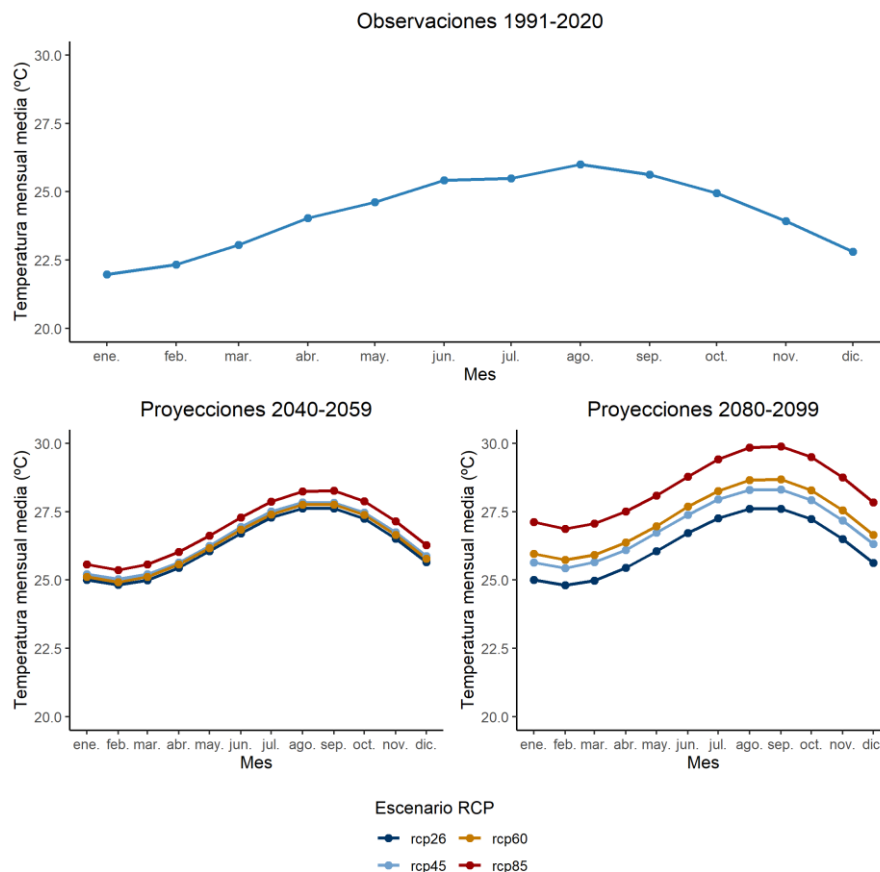 Observaciones 1991-2020
Temperatura mensual media (ºC)
30.0
27.5
25.0
22.5
20.0
ene. feb. mar. abr. may. jun. jul. ago. sep. oct. nov. dic.
Mes
Proyecciones 2040-2059
Temperatura mensual media (ºC)
30.0
27.5
25.0
22.5
20.0
ene. feb. mar. abr. may. jun. jul. ago. sep. oct. nov. dic.
Mes
Proyecciones 2080-2099
Temperatura mensual media (ºC)
30.0
27.5
25.0
22.5
20.0
ene. feb. mar. abr. may. jun. jul. ago. sep. oct. nov. dic
Mes
Escenario RCP
rcp26 rcp60
rcp45 rcp85